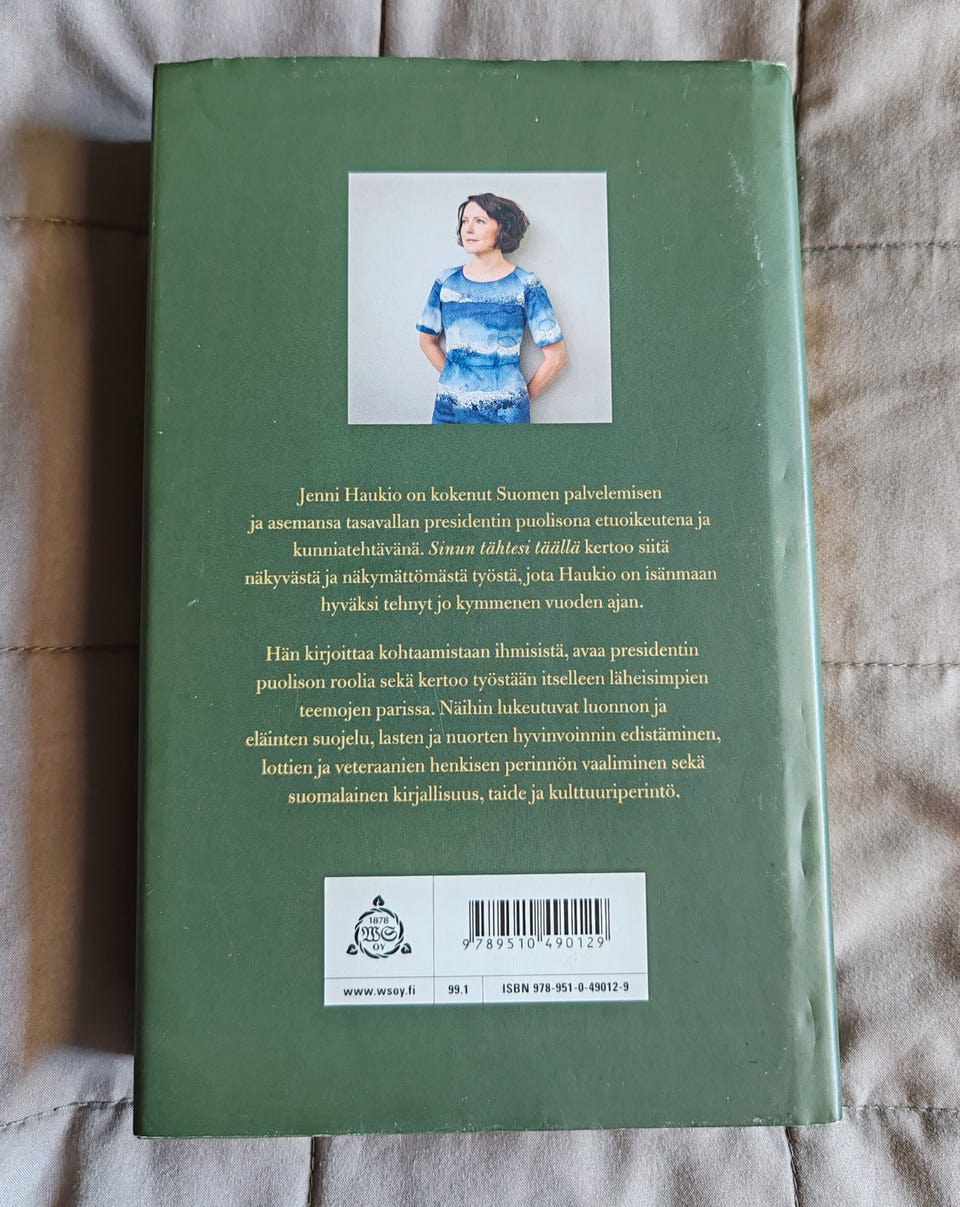 Jenni Haukio on kokenut Suomen palvelemisen
ja asemansa tasavallan presidentin puolisona etuoikeutena ja
kunniatehtävänä. Sinun tähtesi täällä kertoo siitä
näkyvästä ja näkymättömästä työstä, jota Haukio on isänmaan
hyväksi tehnyt jo kymmenen vuoden ajan.
Hän kirjoittaa kohtaamistaan ihmisistä, avaa presidentin
puolison roolia sekä kertoo työstään itselleen läheisimpien
teemojen parissa. Näihin lukeutuvat luonnon ja
eläinten suojelu, lasten ja nuorten hyvinvoinnin edistäminen,
lottien ja veteraanien henkisen perinnön vaaliminen sekä
suomalainen kirjallisuus, taide ja kulttuuriperintö.
1878
WS
OY
9 789510 490129
www.wsoy.fi
99.1
ISBN 978-951-0-49012-9